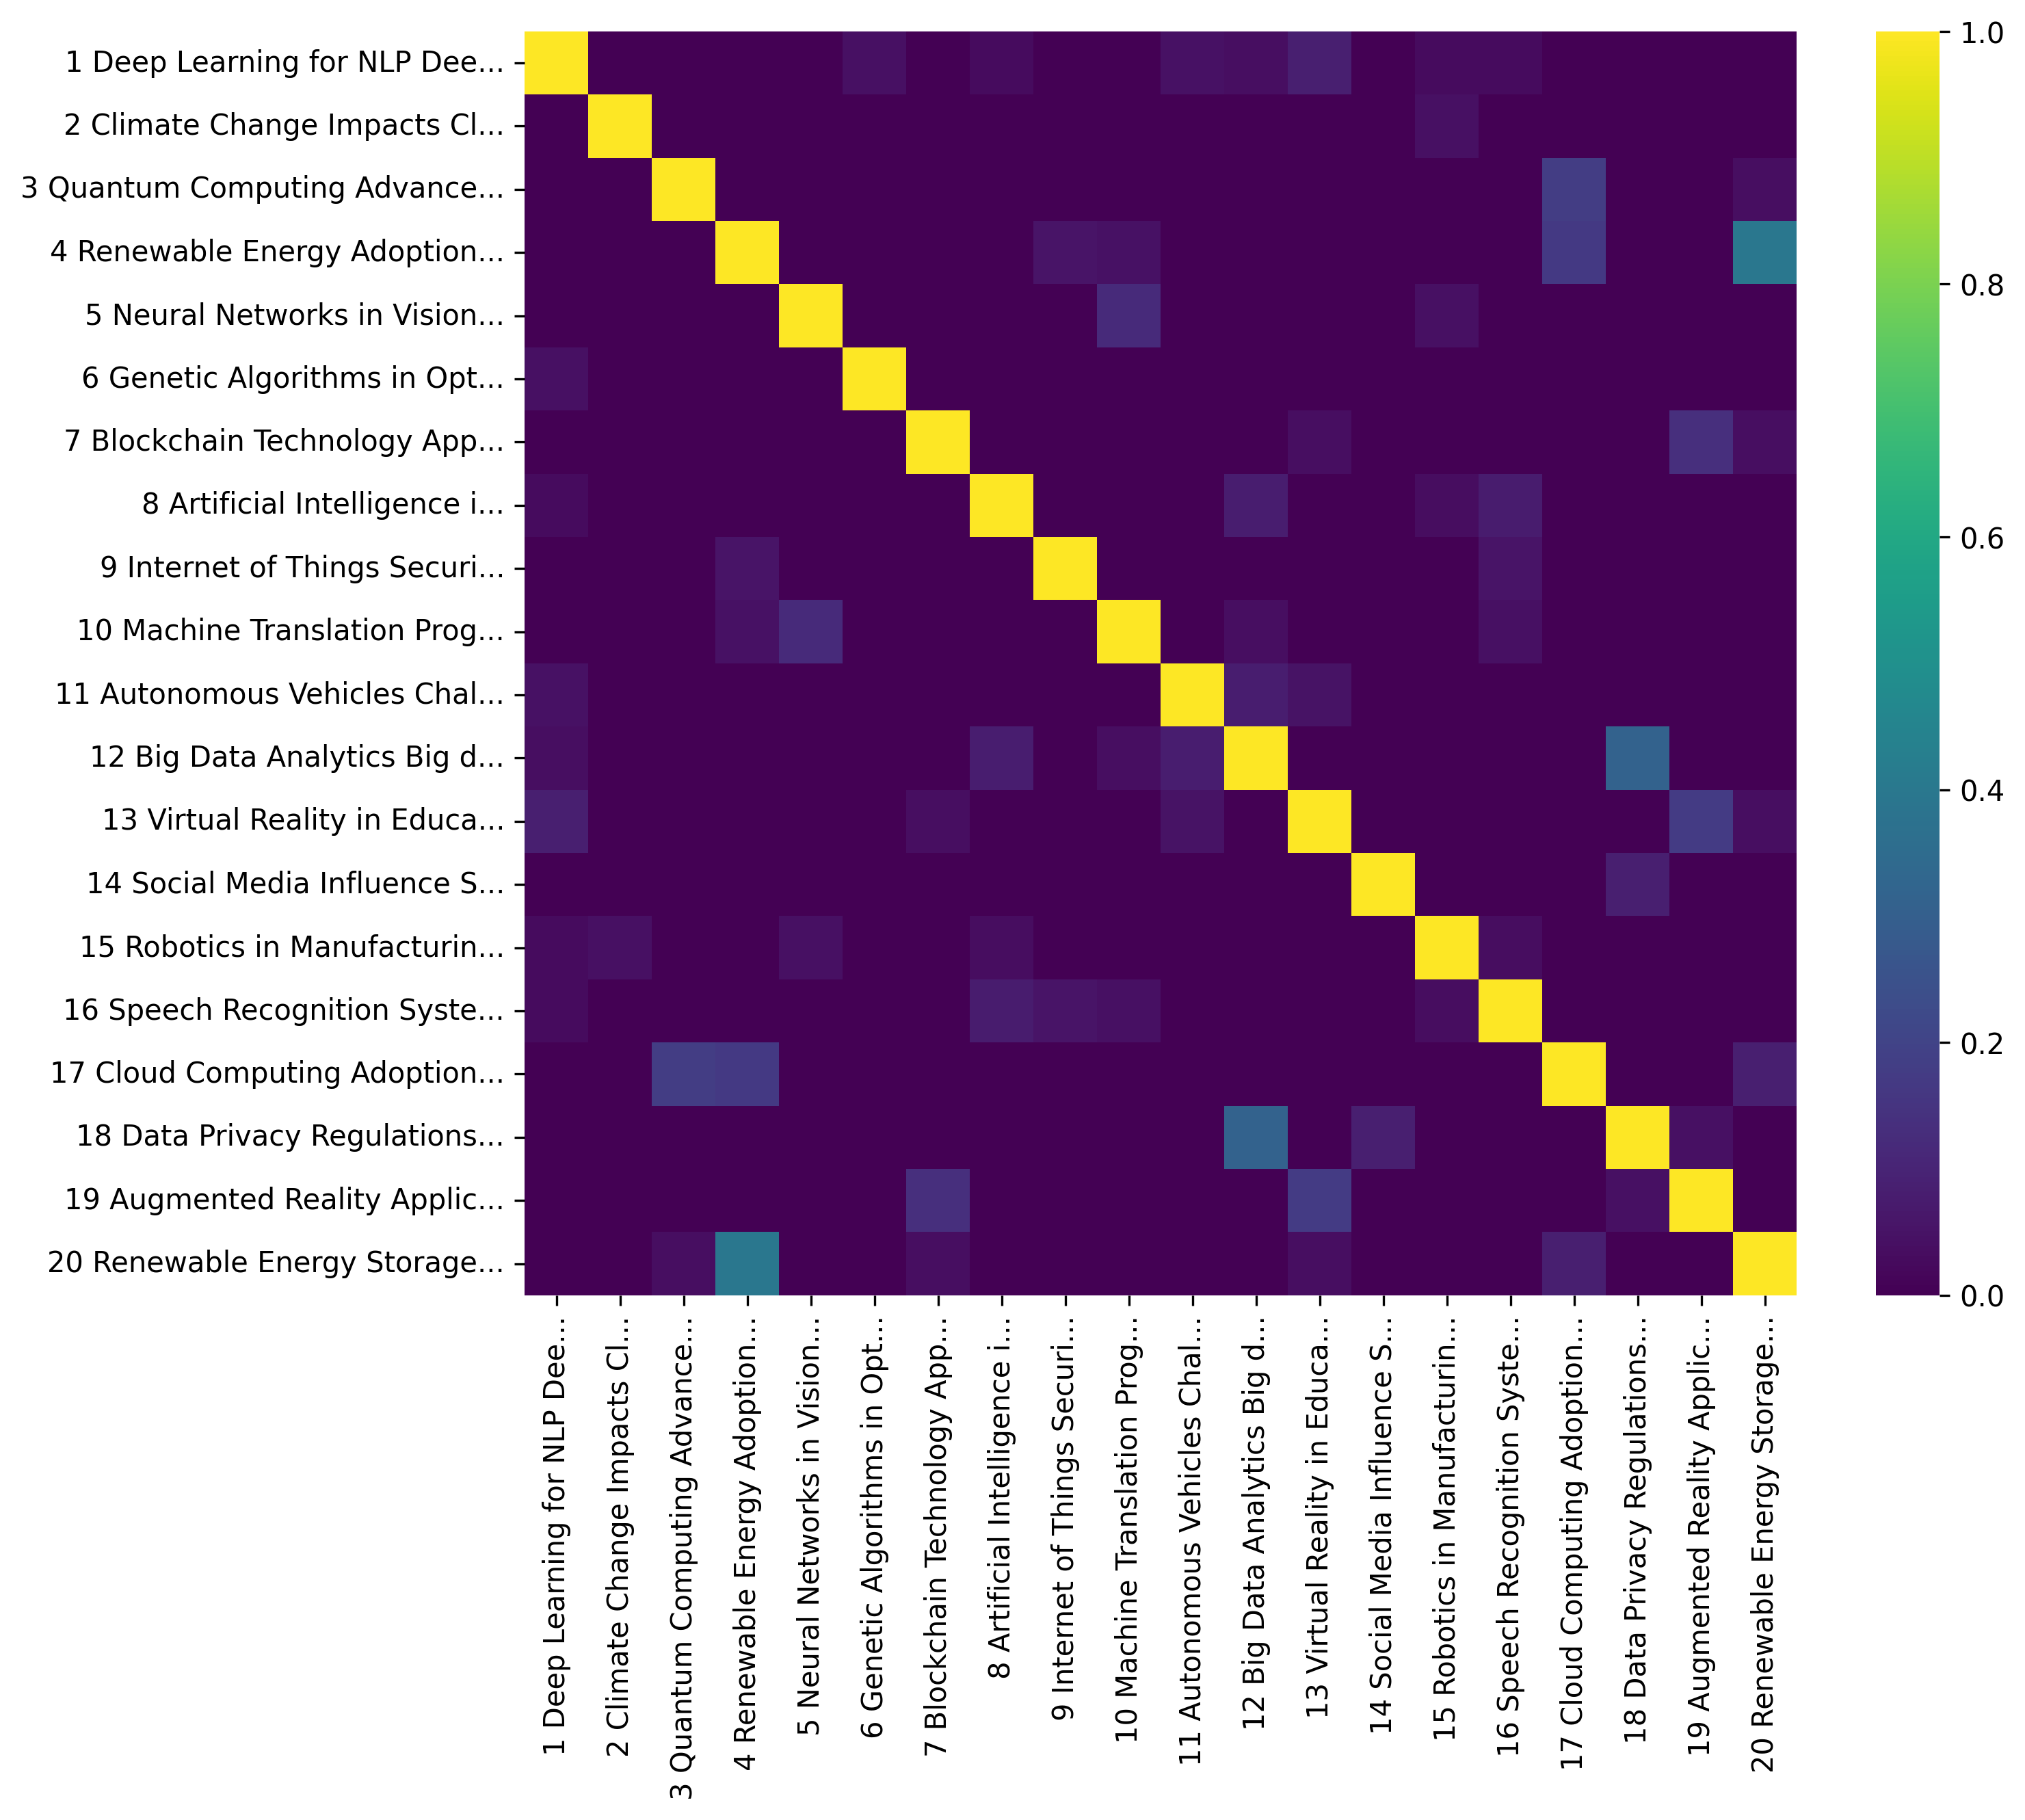 1 Deep Learning for NLP Dee...
2 Climate Change Impacts Cl...
3 Quantum Computing Advance...
4 Renewable Energy Adoption...
5 Neural Networks in Vision...
6 Genetic Algorithms in Opt...
7 Blockchain Technology App...
8 Artificial Intelligence i...
9 Internet of Things Securi...
10 Machine Translation Prog...
11 Autonomous Vehicles Chal...
12 Big Data Analytics Big d...
13 Virtual Reality in Educa...
14 Social Media Influence S...
15 Robotics in Manufacturin...
16 Speech Recognition Syste...
17 Cloud Computing Adoption...
18 Data Privacy Regulations...
19 Augmented Reality Applic...
20 Renewable Energy Storage...
1 Deep Learning for NLP Dee...
2 Climate Change Impacts Cl...
3 Quantum Computing Advance...
4 Renewable Energy Adoption...
5 Neural Networks in Vision...
6 Genetic Algorithms in Opt...
7 Blockchain Technology App...
8 Artificial Intelligence i...
9 Internet of Things Securi...
10 Machine Translation Prog...
11 Autonomous Vehicles Chal...
12 Big Data Analytics Big d...
13 Virtual Reality in Educa...
14 Social Media Influence S...
15 Robotics in Manufacturin...
16 Speech Recognition Syste...
17 Cloud Computing Adoption...
18 Data Privacy Regulations...
19 Augmented Reality Applic...
20 Renewable Energy Storage...
1.0
0.8
0.6
0.4
0.2
0.0